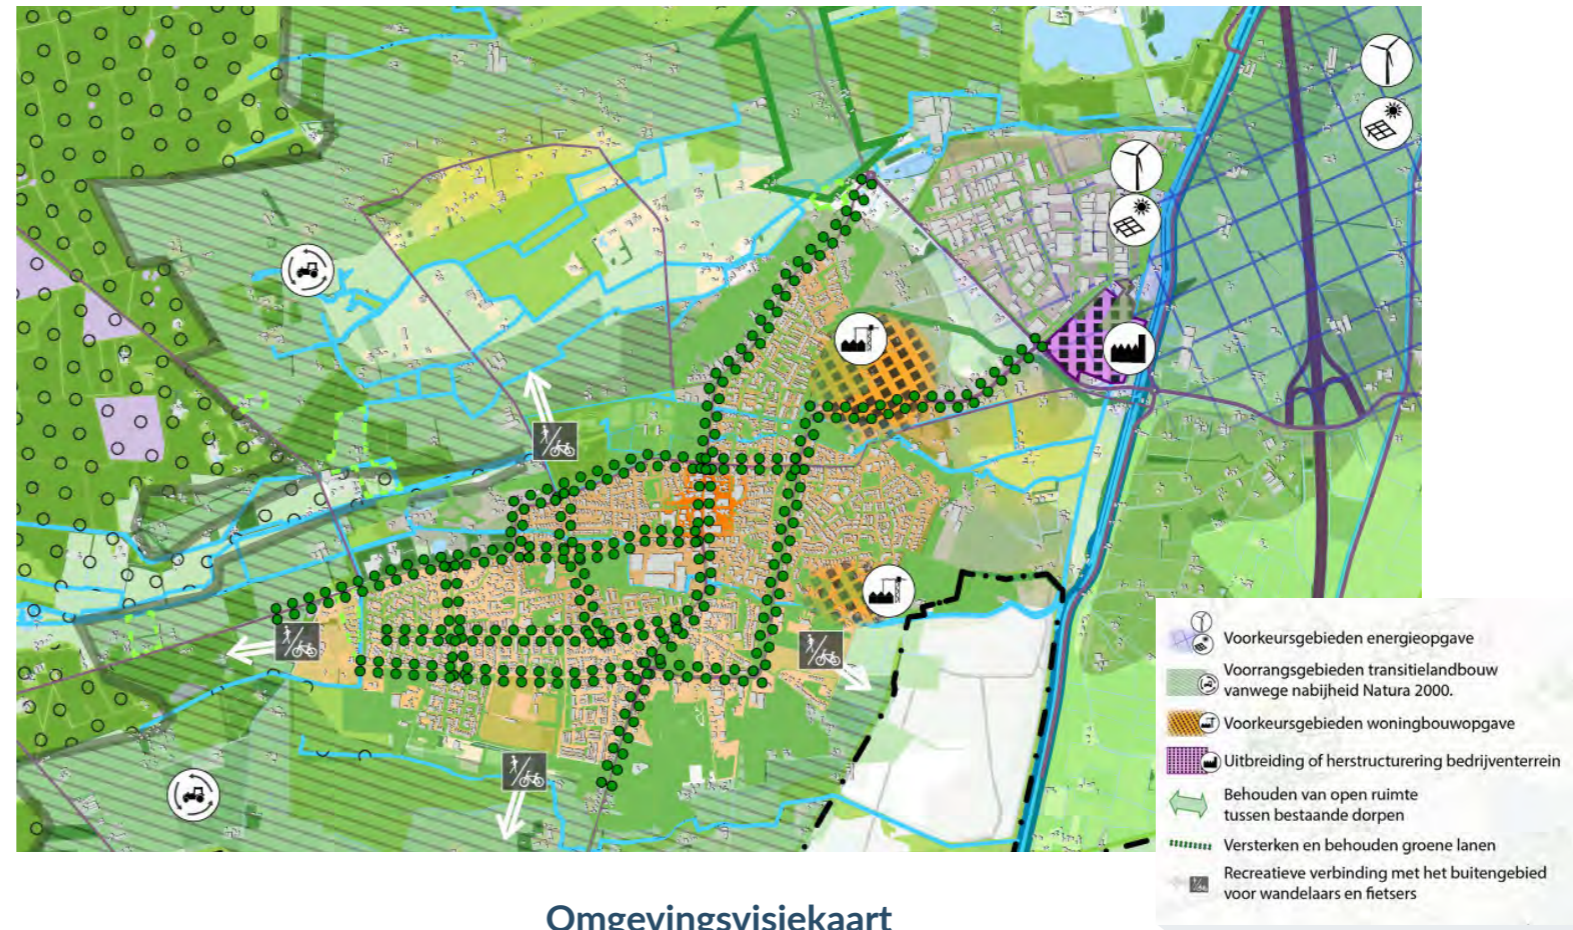 Voorkeursgebieden energieopgave
Voorrangsgebieden transitielandbouw
vanwege nabijheid Natura 2000.
Voorkeursgebieden woningbouwopgave
Uitbreiding of herstructurering bedrijventerrein
Behouden van open ruimte
tussen bestaande dorpen
Versterken en behouden groene lanen
Recreatieve verbinding met het buitengebied
voor wandelaars en fietsers
Omgevingsvisiekaart